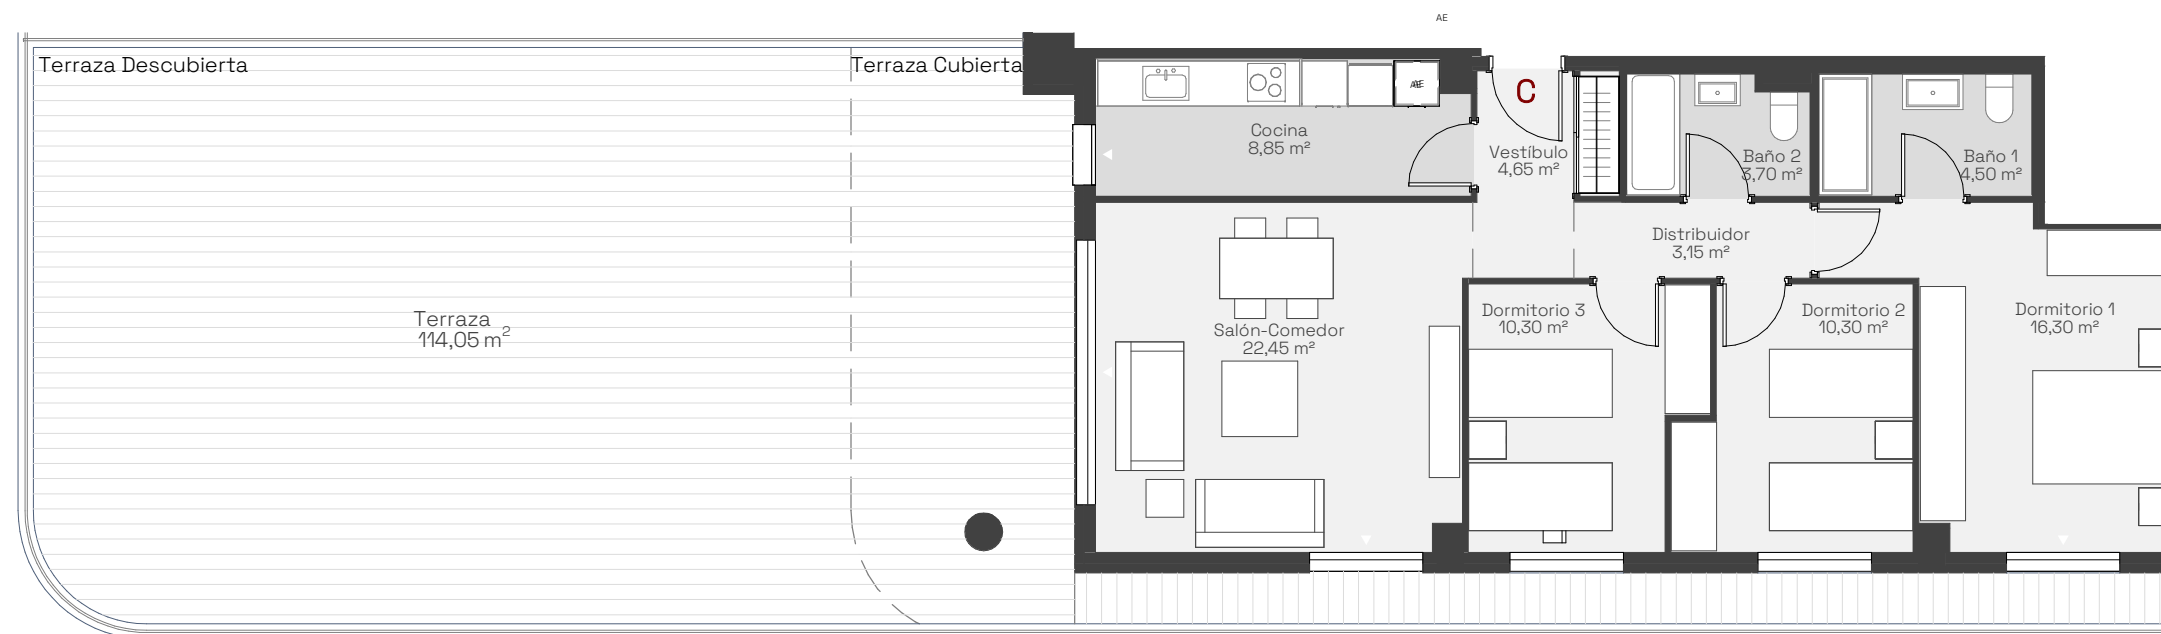 AE
Terraza Descubierta
Terraza Cubierta
AE
C
Cocina
8,85 m²
Vestíbulo
4,65 m²
Baño 2
3,70 m²
Baño 1
4,50 m²
Distribuidor
3,15 m²
Terraza
114,05 m²
Salón-Comedor
22,45 m²
Dormitorio 3
10,30 m²
Dormitorio 2
10,30 m²
Dormitorio 1
16,30 m²